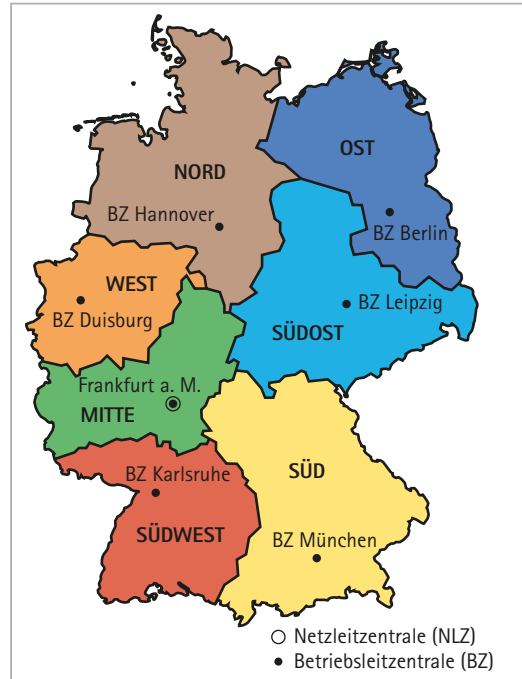 OST
NORD
BZ Hannover
BZ Berlin
WEST
BZ Duisburg
BZ Leipzig
SÜDOST
Frankfurt a. M.
MITTE
BZ Karlsruhe
SÜD
SÜDWEST
BZ München
Netzleitzentrale (NLZ)
Betriebsleitzentrale (BZ)